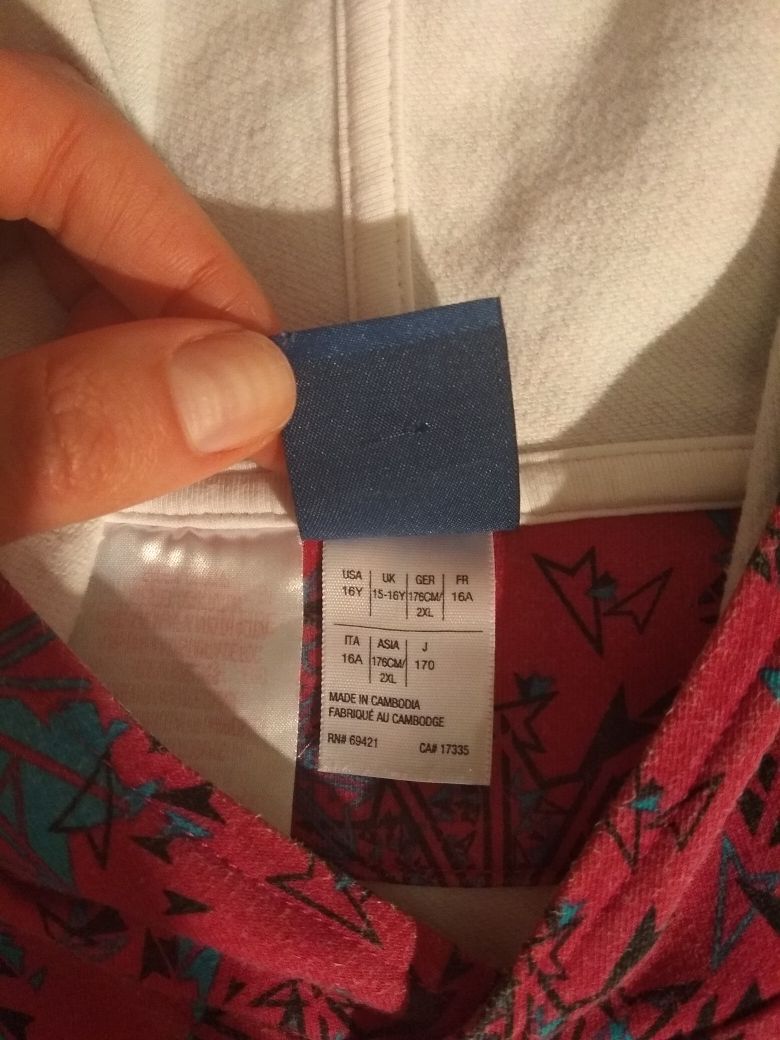 USA UK GER FR
16Y 15-16Y 176CM/ 16A
2XL
ITA ASIA J
16A 176CM/ 170
2XL
MADE IN CAMBODIA
FABRIQUÉ AU CAMBODGE
RN# 69421 CA# 17335